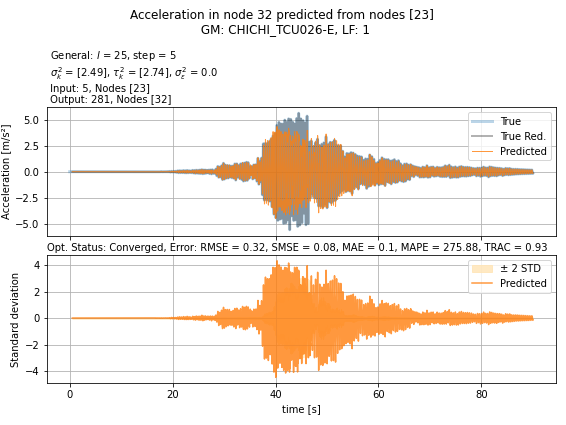 Acceleration in node 32 predicted from nodes [23]
GM: CHICHI_TCU026-E, LF: 1
General: l = 25, step = 5
σ²ₖ = [2.49], τ²ₖ = [2.74], σ²ε = 0.0
Input: 5, Nodes [23]
Output: 281, Nodes [32]
5.0
2.5
0.0
−2.5
−5.0
Acceleration [m/s²]
True
True Red.
Predicted
Opt. Status: Converged, Error: RMSE = 0.32, SMSE = 0.08, MAE = 0.1, MAPE = 275.88, TRAC = 0.93
4
2
0
−2
−4
Standard deviation
± 2 STD
Predicted
0 20 40 60 80
time [s]